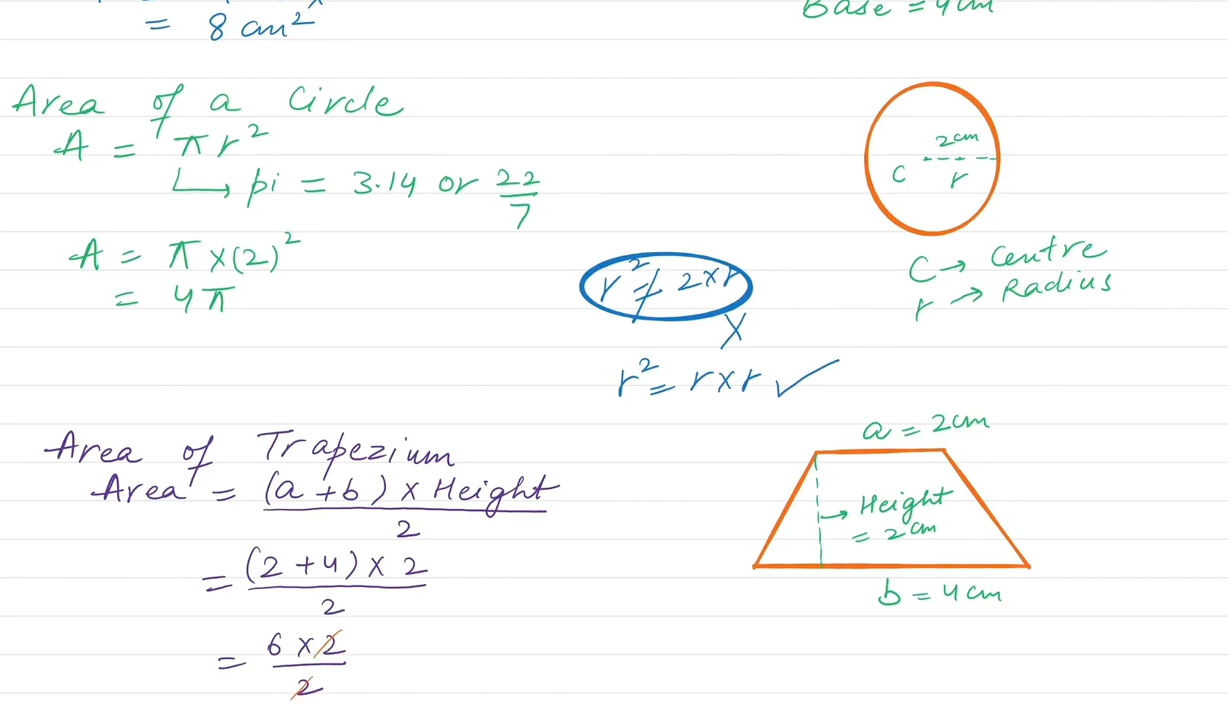 = 8 cm²
Base = 4cm
Area of a Circle
A = πr²
↳ pi = 3.14 or 22/7
A = π×(2)²
= 4π
2cm
C
r
C → Centre
r → Radius
r² ≠ 2×r
X
r² = r×r ✓
Area of Trapezium
Area = (a+b) × Height / 2
= (2+4) × 2 / 2
= 6 × 2 / 2
a = 2cm
→ Height
= 2cm
b = 4cm